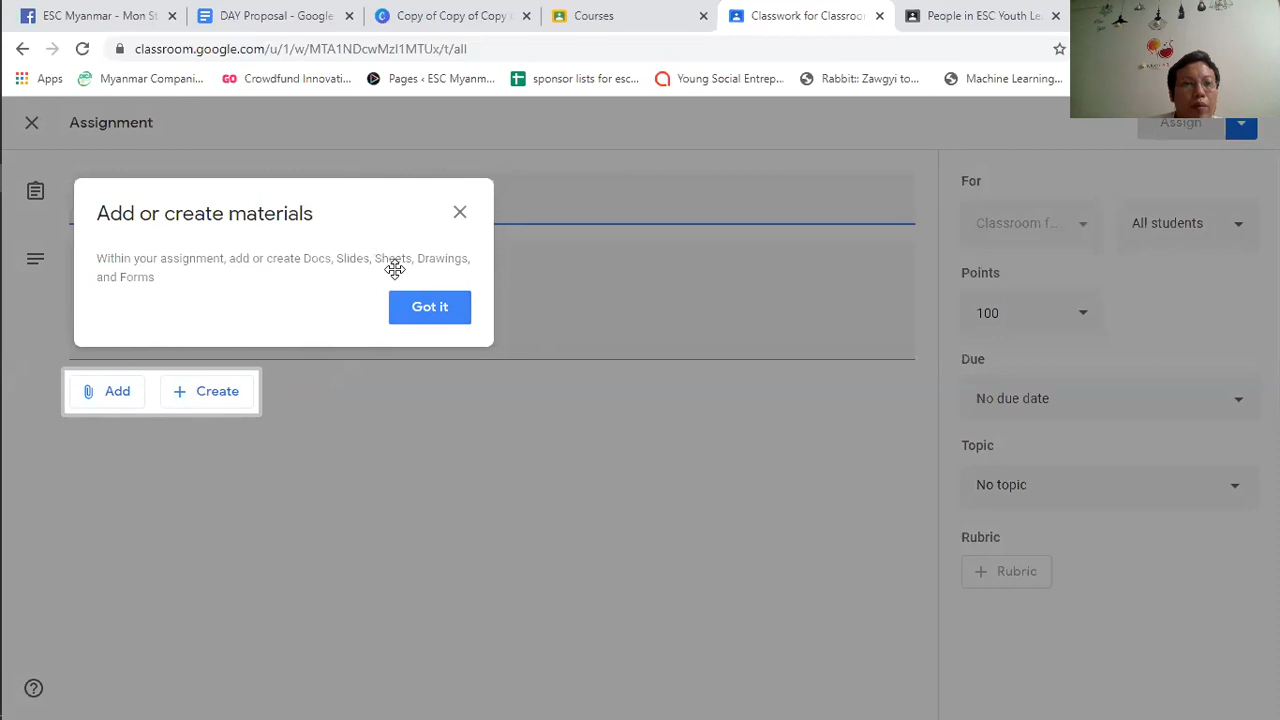 ESC Myanmar - Mon St
DAY Proposal - Google
Copy of Copy of Copy
Courses
Classwork for Classroo
People in ESC Youth Le
classroom.google.com/u/1/w/MTA1NDcwMzI1MTUx/t/all
Apps
Myanmar Compani...
GO Crowdfund Innovati...
Pages ‹ ESC Myanm...
sponsor lists for esc...
Young Social Entrep...
Rabbit:: Zawgyi to...
Machine Learning...
Assignment
Assign
Add or create materials
Within your assignment, add or create Docs, Slides, Sheets, Drawings,
and Forms
Got it
Add
Create
For
Classroom f...
All students
Points
100
Due
No due date
Topic
No topic
Rubric
Rubric